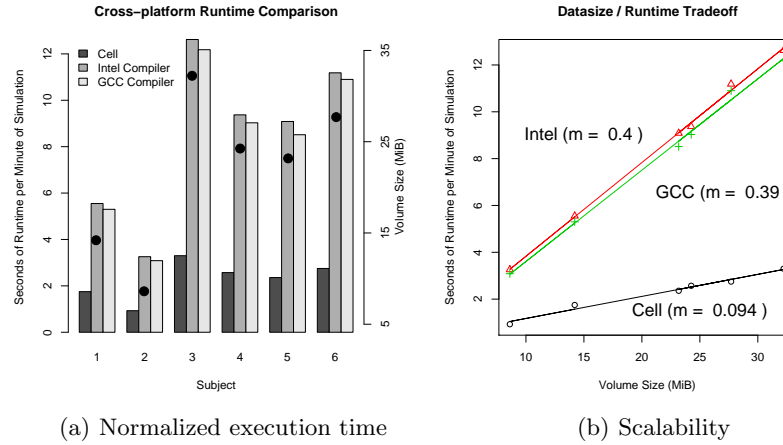 Cross−platform Runtime Comparison
Cell
Intel Compiler
GCC Compiler
Seconds of Runtime per Minute of Simulation
0
2
4
6
8
10
12
5
15
25
35
Volume Size (MiB)
1 2 3 4 5 6
Subject
(a) Normalized execution time
Datasize / Runtime Tradeoff
Seconds of Runtime per Minute of Simulation
2
4
6
8
10
12
Intel (m = 0.4 )
GCC (m = 0.39
Cell (m = 0.094 )
10 15 20 25 30
Volume Size (MiB)
(b) Scalability